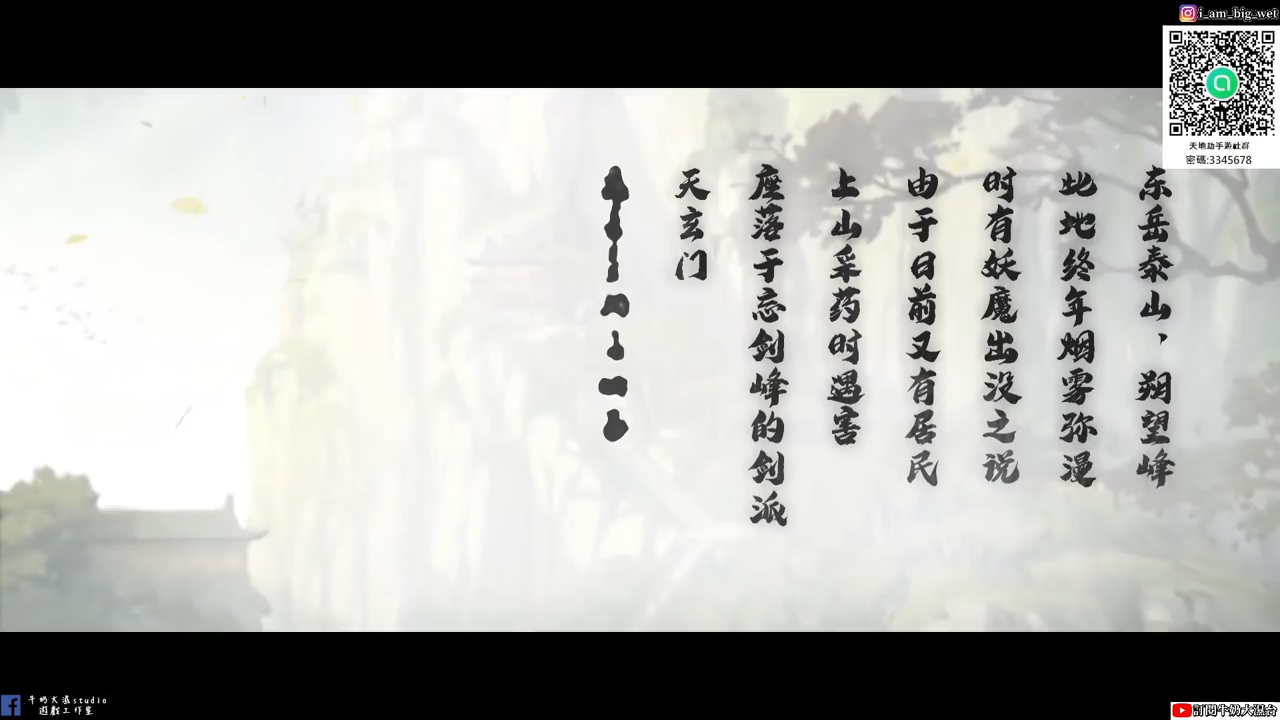 i_am_big_wet
天地劫手遊社群
密碼:3345678
东岳泰山，朔望峰
此地终年烟雾弥漫
时有妖魔出没之说
由于日前又有居民
上山采药时遇害
座落于忘剑峰的剑派
天玄门
牛奶大濕studio
遊戲工作室
訂閱牛奶大濕台